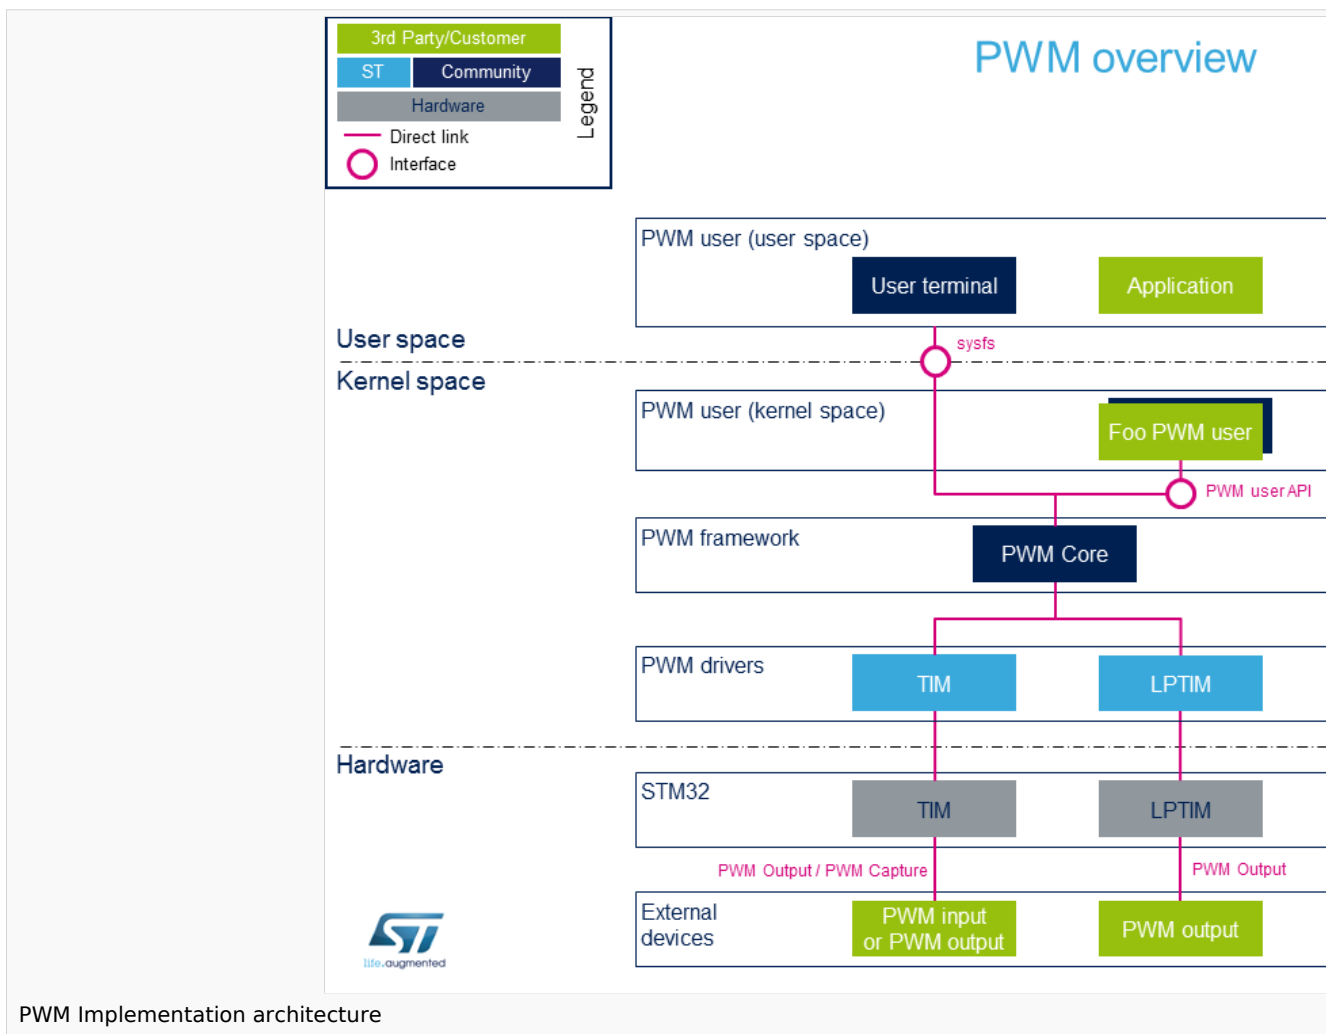 3rd Party/Customer
ST
Community
Hardware
Direct link
Interface
Legend
PWM overview
PWM user (user space)
User terminal
Application
User space
sysfs
Kernel space
PWM user (kernel space)
Foo PWM user
PWM user API
PWM framework
PWM Core
PWM drivers
TIM
LPTIM
Hardware
STM32
TIM
LPTIM
PWM Output / PWM Capture
PWM Output
External
devices
PWM input
or PWM output
PWM output
ST
life.augmented
PWM Implementation architecture